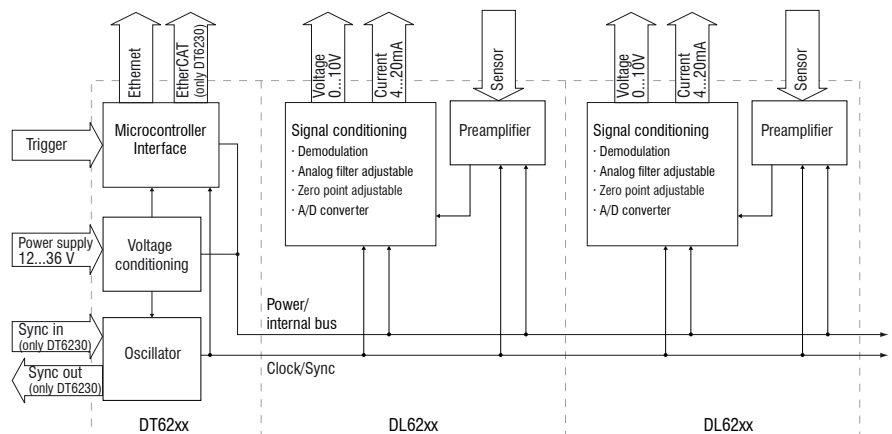 Ethernet
EtherCAT
(only DT6230)
Voltage
0...10V
Current
4...20mA
Sensor
Voltage
0...10V
Current
4...20mA
Sensor
Trigger
Microcontroller
Interface
Signal conditioning
· Demodulation
· Analog filter adjustable
· Zero point adjustable
· A/D converter
Preamplifier
Signal conditioning
· Demodulation
· Analog filter adjustable
· Zero point adjustable
· A/D converter
Preamplifier
Power supply
12...36 V
Voltage
conditioning
Power/
internal bus
Sync in
(only DT6230)
Oscillator
Sync out
(only DT6230)
Clock/Sync
DT62xx
DL62xx
DL62xx